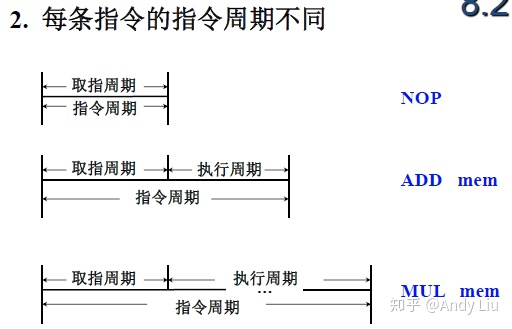 8.2
2. 每条指令的指令周期不同
取指周期
指令周期
NOP
取指周期 执行周期
指令周期
ADD mem
取指周期 执行周期
...
指令周期
MUL mem
知乎 @Andy Liu